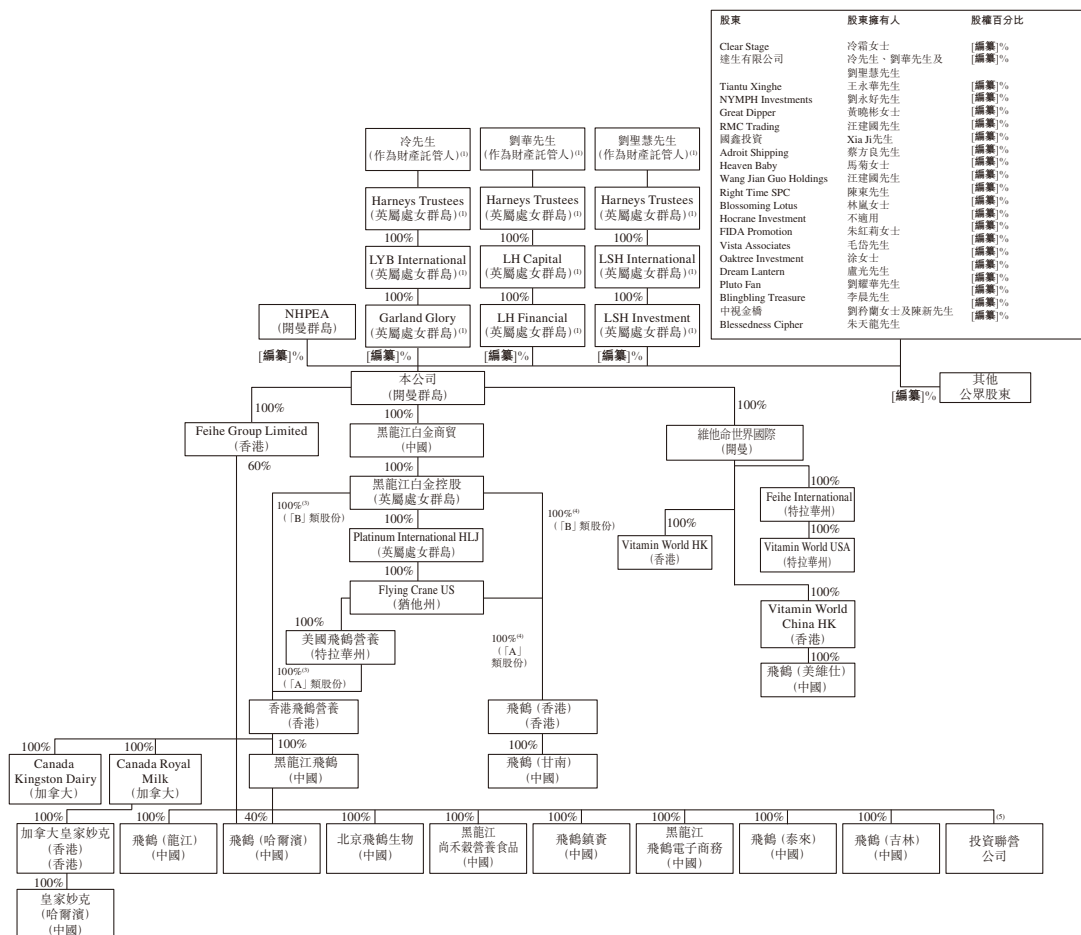 股東 股東擁有人 股權百分比
Clear Stage 冷霜女士 [編纂]%
達生有限公司 冷先生、劉華先生及 [編纂]%
劉聖慧先生
Tiantu Xinghe 王永華先生 [編纂]%
NYMPH Investments 劉永好先生 [編纂]%
Great Dipper 黃曉彬女士 [編纂]%
RMC Trading 汪建國先生 [編纂]%
國鑫投資 Xia Ji先生 [編纂]%
Adroit Shipping 蔡方良先生 [編纂]%
Heaven Baby 馬菊女士 [編纂]%
Wang Jian Guo Holdings 汪建國先生 [編纂]%
Right Time SPC 陳東先生 [編纂]%
Blossoming Lotus 林嵐女士 [編纂]%
Hocrane Investment 不適用 [編纂]%
FIDA Promotion 朱紅莉女士 [編纂]%
Vista Associates 毛岱先生 [編纂]%
Oaktree Investment 涂女士 [編纂]%
Dream Lantern 盧光先生 [編纂]%
Pluto Fan 劉耀華先生 [編纂]%
Blingbling Treasure 李晨先生 [編纂]%
中視金橋 劉矜蘭女士及陳新先生 [編纂]%
Blessedness Cipher 朱天龍先生
冷先生
(作為財產託管人)(1)
劉華先生
(作為財產託管人)(1)
劉聖慧先生
(作為財產託管人)(1)
Harneys Trustees
(英屬處女群島)(1)
Harneys Trustees
(英屬處女群島)(1)
Harneys Trustees
(英屬處女群島)(1)
100%
100%
100%
LYB International
(英屬處女群島)(1)
LH Capital
(英屬處女群島)(1)
LSH International
(英屬處女群島)(1)
100%
100%
100%
NHPEA
(開曼群島)
Garland Glory
(英屬處女群島)(1)
LH Financial
(英屬處女群島)(1)
LSH Investment
(英屬處女群島)(1)
[編纂]%
[編纂]%
[編纂]%
[編纂]%
本公司
(開曼群島)
[編纂]%
其他
公眾股東
100%
100%
100%
Feihe Group Limited
(香港)
黑龍江白金商貿
(中國)
維他命世界國際
(開曼)
60%
100%
黑龍江白金控股
(英屬處女群島)
100%
Feihe International
(特拉華州)
100%(3)
(「B」類股份)
100%
100%(4)
(「B」類股份)
100%
100%
Platinum International HLJ
(英屬處女群島)
Vitamin World HK
(香港)
Vitamin World USA
(特拉華州)
100%
Flying Crane US
(猶他州)
100%
100%
Vitamin World
China HK
(香港)
美國飛鶴營養
(特拉華州)
100%(4)
(「A」
類股份)
100%
100%(3)
(「A」類股份)
飛鶴 (美維仕)
(中國)
香港飛鶴營養
(香港)
飛鶴 (香港)
(香港)
100%
100%
100%
100%
Canada
Kingston Dairy
(加拿大)
Canada Royal
Milk
(加拿大)
黑龍江飛鶴
(中國)
飛鶴 (甘南)
(中國)
100%
100%
40%
100%
100%
100%
100%
100%
100%
(5)
加拿大皇家妙克
(香港)
(香港)
飛鶴 (龍江)
(中國)
飛鶴 (哈爾濱)
(中國)
北京飛鶴生物
(中國)
黑龍江
尚禾穀營養食品
(中國)
飛鶴鎮賚
(中國)
黑龍江
飛鶴電子商務
(中國)
飛鶴 (泰來)
(中國)
飛鶴 (吉林)
(中國)
投資聯營
公司
100%
皇家妙克
(哈爾濱)
(中國)